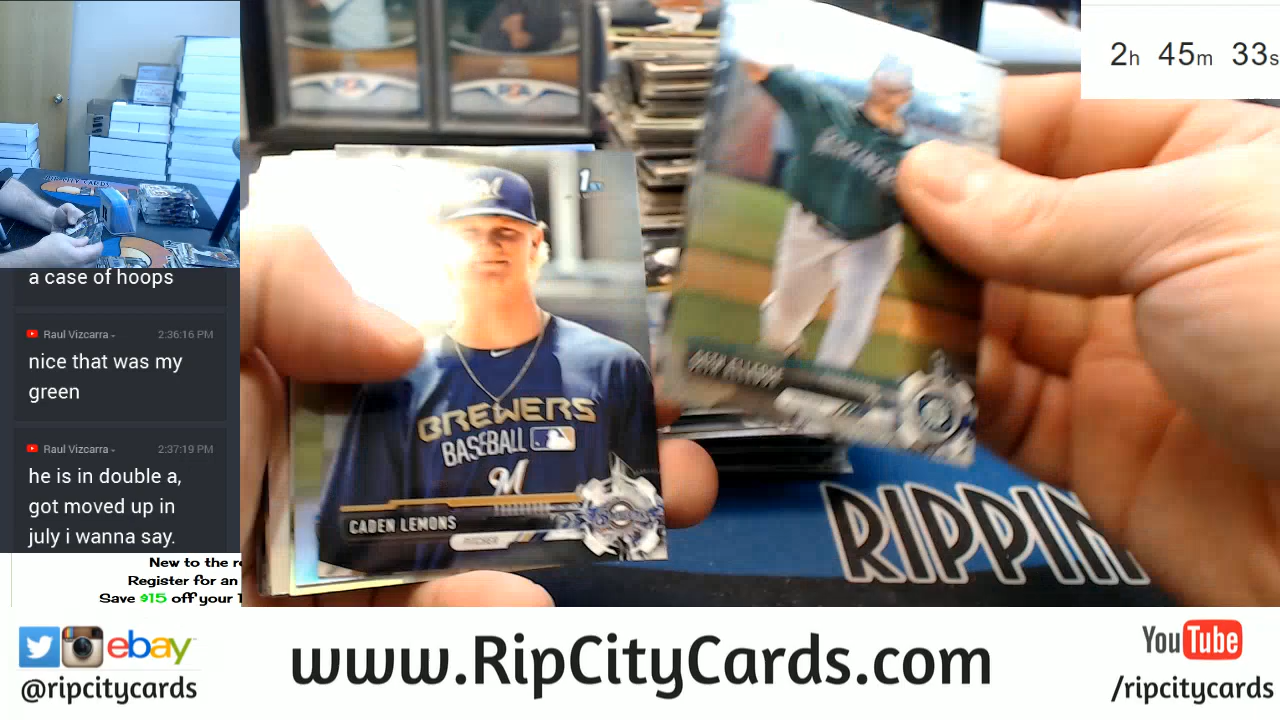 2h 45m 33s
a case of hoops
Raul Vizcarra
2:36:16 PM
nice that was my
green
Raul Vizcarra
2:37:19 PM
he is in double a,
got moved up in
july i wanna say.
New to the
Register for an
Save $15 off your
1st
BREWERS
BASEBALL
M
CADEN LEMONS
PITCHER
RIPPIN
ebay
@ripcitycards
www.RipCityCards.com
YouTube
/ripcitycards